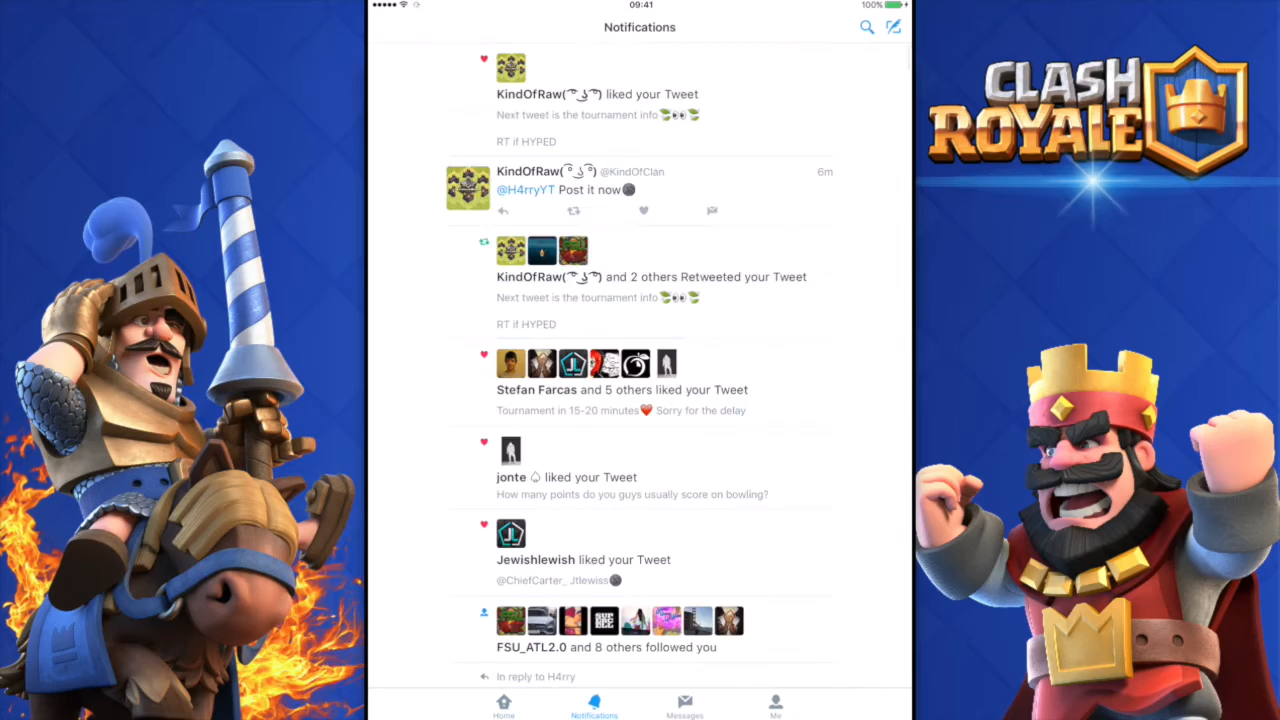 09:41
100%
Notifications
CLASH
ROYALE
KindOfRaw( ͡° ͜ʖ ͡°) liked your Tweet
Next tweet is the tournament info🍃👀🍃
RT if HYPED
KindOfRaw( ͡° ͜ʖ ͡°) @KindOfClan 6m
@H4rryYT Post it now🌚
KindOfRaw( ͡° ͜ʖ ͡°) and 2 others Retweeted your Tweet
Next tweet is the tournament info🍃👀🍃
RT if HYPED
Stefan Farcas and 5 others liked your Tweet
Tournament in 15-20 minutes❤️ Sorry for the delay
jonte ♤ liked your Tweet
How many points do you guys usually score on bowling?
JL
Jewishlewish liked your Tweet
@ChiefCarter_ Jtlewiss🌚
FSU_ATL2.0 and 8 others followed you
In reply to H4rry
Home Notifications Messages Me